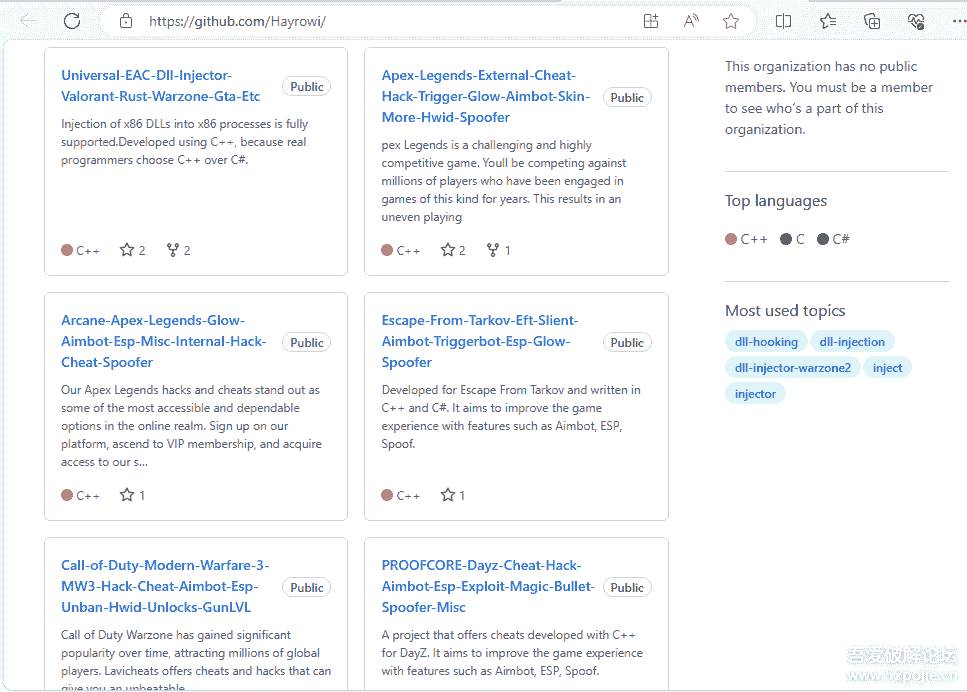 https://github.com/Hayrowi/
Universal-EAC-Dll-Injector-
Valorant-Rust-Warzone-Gta-Etc
Public
Injection of x86 DLLs into x86 processes is fully
supported.Developed using C++, because real
programmers choose C++ over C#.
C++ 2 2
Apex-Legends-External-Cheat-
Hack-Trigger-Glow-Aimbot-Skin-
More-Hwid-Spoofer
Public
pex Legends is a challenging and highly
competitive game. Youll be competing against
millions of players who have been engaged in
games of this kind for years. This results in an
uneven playing
C++ 2 1
Arcane-Apex-Legends-Glow-
Aimbot-Esp-Misc-Internal-Hack-
Cheat-Spoofer
Public
Our Apex Legends hacks and cheats stand out as
some of the most accessible and dependable
options in the online realm. Sign up on our
platform, ascend to VIP membership, and acquire
access to our s...
C++ 1
Escape-From-Tarkov-Eft-Slient-
Aimbot-Triggerbot-Esp-Glow-
Spoofer
Public
Developed for Escape From Tarkov and written in
C++ and C#. It aims to improve the game
experience with features such as Aimbot, ESP,
Spoof.
C++ 1
Call-of-Duty-Modern-Warfare-3-
MW3-Hack-Cheat-Aimbot-Esp-
Unban-Hwid-Unlocks-GunLVL
Public
Call of Duty Warzone has gained significant
popularity over time, attracting millions of global
players. Lavicheats offers cheats and hacks that can
give you an unbeatable
PROOFCORE-Dayz-Cheat-Hack-
Aimbot-Esp-Exploit-Magic-Bullet-
Spoofer-Misc
Public
A project that offers cheats developed with C++
for DayZ. It aims to improve the game experience
with features such as Aimbot, ESP, Spoof.
This organization has no public
members. You must be a member
to see who's a part of this
organization.
Top languages
C++ C C#
Most used topics
dll-hooking dll-injection
dll-injector-warzone2 inject
injector
吾爱破解论坛
www.52pojie.cn